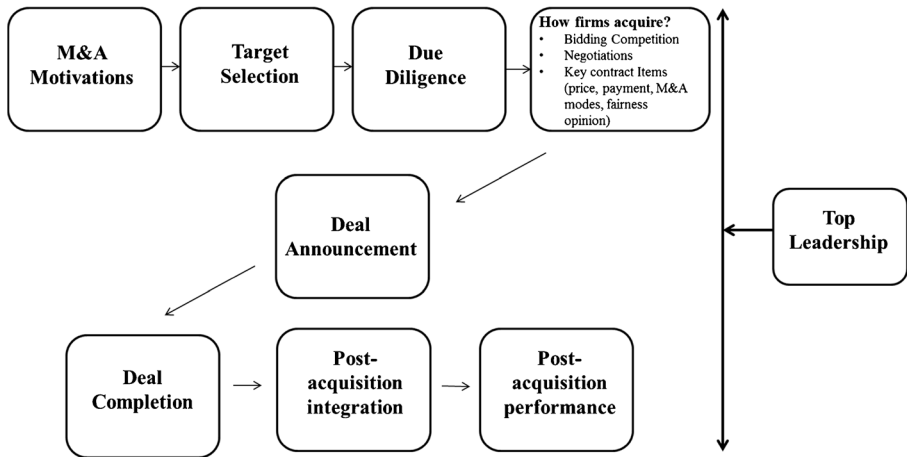 M&A
Motivations
Target
Selection
Due
Diligence
How firms acquire?
• Bidding Competition
• Negotiations
• Key contract Items
(price, payment, M&A
modes, fairness
opinion)
Deal
Announcement
Top
Leadership
Deal
Completion
Post-
acquisition
integration
Post-
acquisition
performance